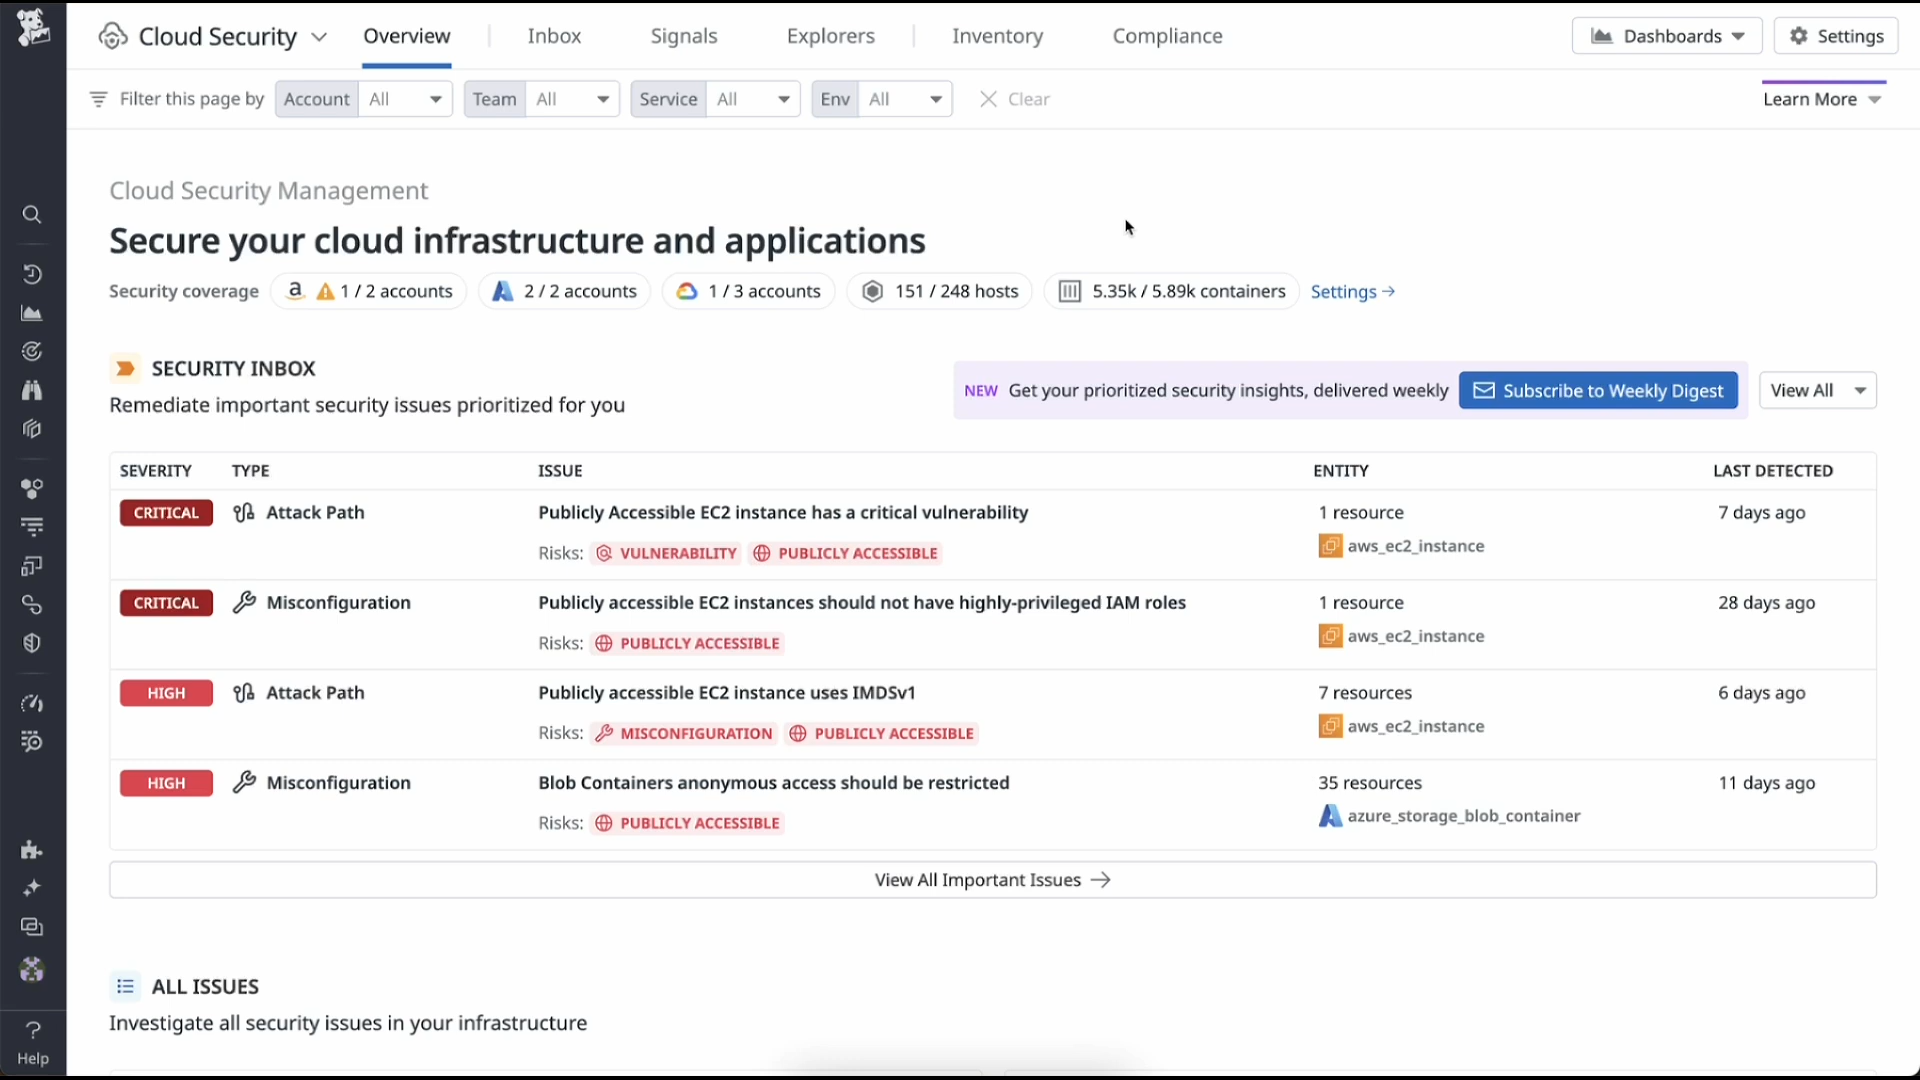 Cloud Security
Overview
Inbox
Signals
Explorers
Inventory
Compliance
Dashboards
Settings
Filter this page by
Account All
Team All
Service All
Env All
Clear
Learn More
Cloud Security Management
Secure your cloud infrastructure and applications
Security coverage
1 / 2 accounts
2 / 2 accounts
1 / 3 accounts
151 / 248 hosts
5.35k / 5.89k containers
Settings →
SECURITY INBOX
Remediate important security issues prioritized for you
NEW Get your prioritized security insights, delivered weekly
Subscribe to Weekly Digest
View All
SEVERITY TYPE ISSUE ENTITY LAST DETECTED
CRITICAL Attack Path Publicly Accessible EC2 instance has a critical vulnerability 1 resource 7 days ago
Risks: VULNERABILITY PUBLICLY ACCESSIBLE aws_ec2_instance
CRITICAL Misconfiguration Publicly accessible EC2 instances should not have highly-privileged IAM roles 1 resource 28 days ago
Risks: PUBLICLY ACCESSIBLE aws_ec2_instance
HIGH Attack Path Publicly accessible EC2 instance uses IMDSv1 7 resources 6 days ago
Risks: MISCONFIGURATION PUBLICLY ACCESSIBLE aws_ec2_instance
HIGH Misconfiguration Blob Containers anonymous access should be restricted 35 resources 11 days ago
Risks: PUBLICLY ACCESSIBLE azure_storage_blob_container
View All Important Issues →
ALL ISSUES
Investigate all security issues in your infrastructure
Help